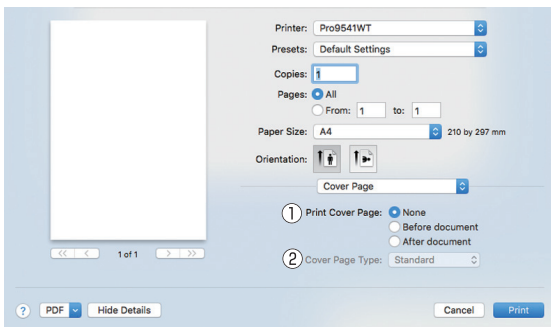 Printer: Pro9541WT
Presets: Default Settings
Copies: 1
Pages: All
From: 1 to: 1
Paper Size: A4 210 by 297 mm
Orientation:
Cover Page
① Print Cover Page: None
Before document
After document
② Cover Page Type: Standard
<< < 1 of 1 > >>
? PDF Hide Details Cancel Print